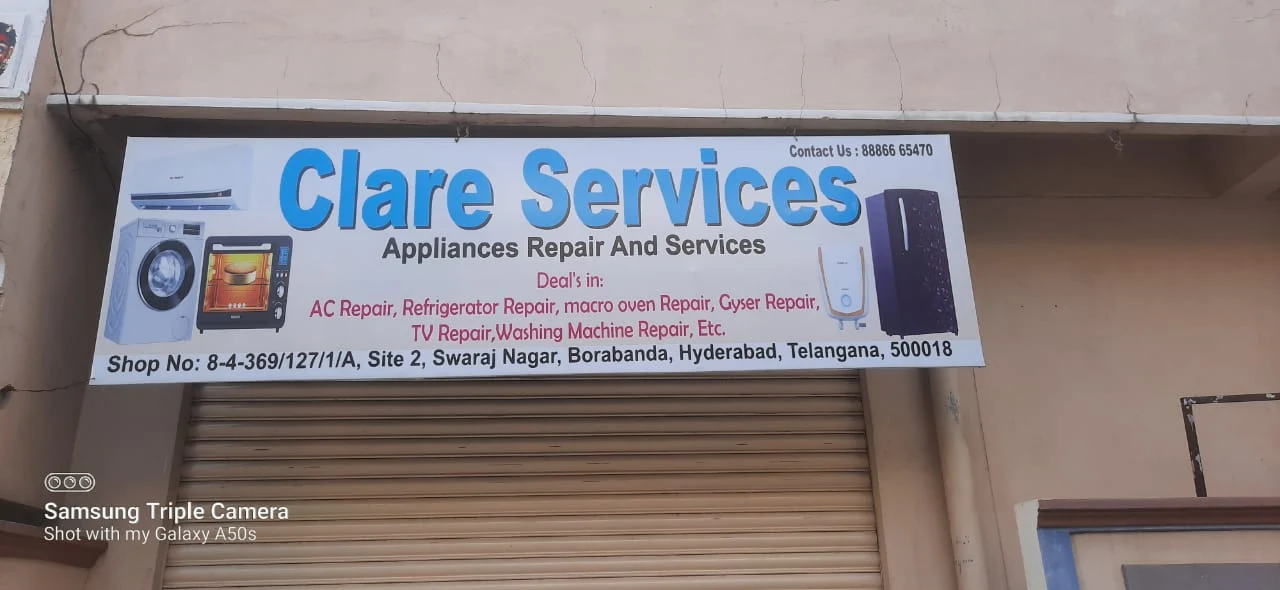 Contact Us : 88866 65470
Clare Services
Appliances Repair And Services
Deal's in:
AC Repair, Refrigerator Repair, macro oven Repair, Gyser Repair,
TV Repair,Washing Machine Repair, Etc.
Shop No: 8-4-369/127/1/A, Site 2, Swaraj Nagar, Borabanda, Hyderabad, Telangana, 500018
Samsung Triple Camera
Shot with my Galaxy A50s